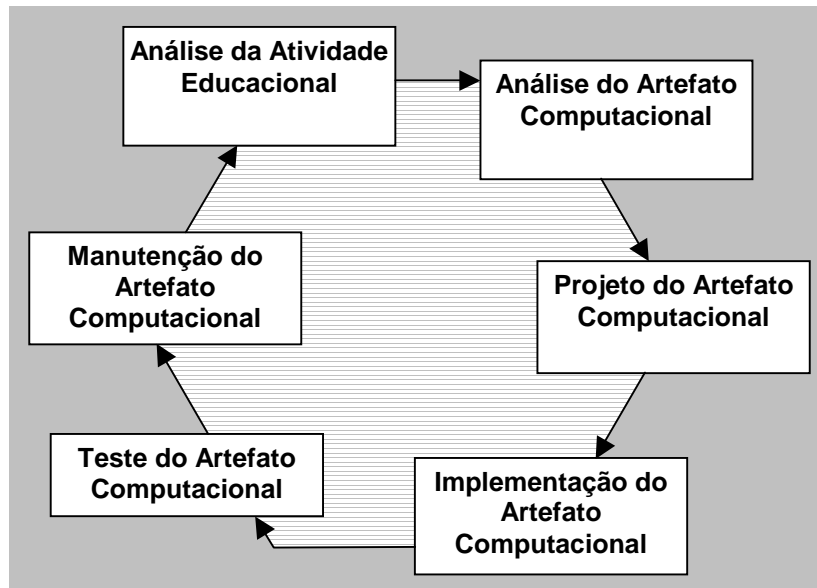 Análise da Atividade
Educacional
Análise do Artefato
Computacional
Projeto do Artefato
Computacional
Implementação do
Artefato
Computacional
Teste do Artefato
Computacional
Manutenção do
Artefato
Computacional